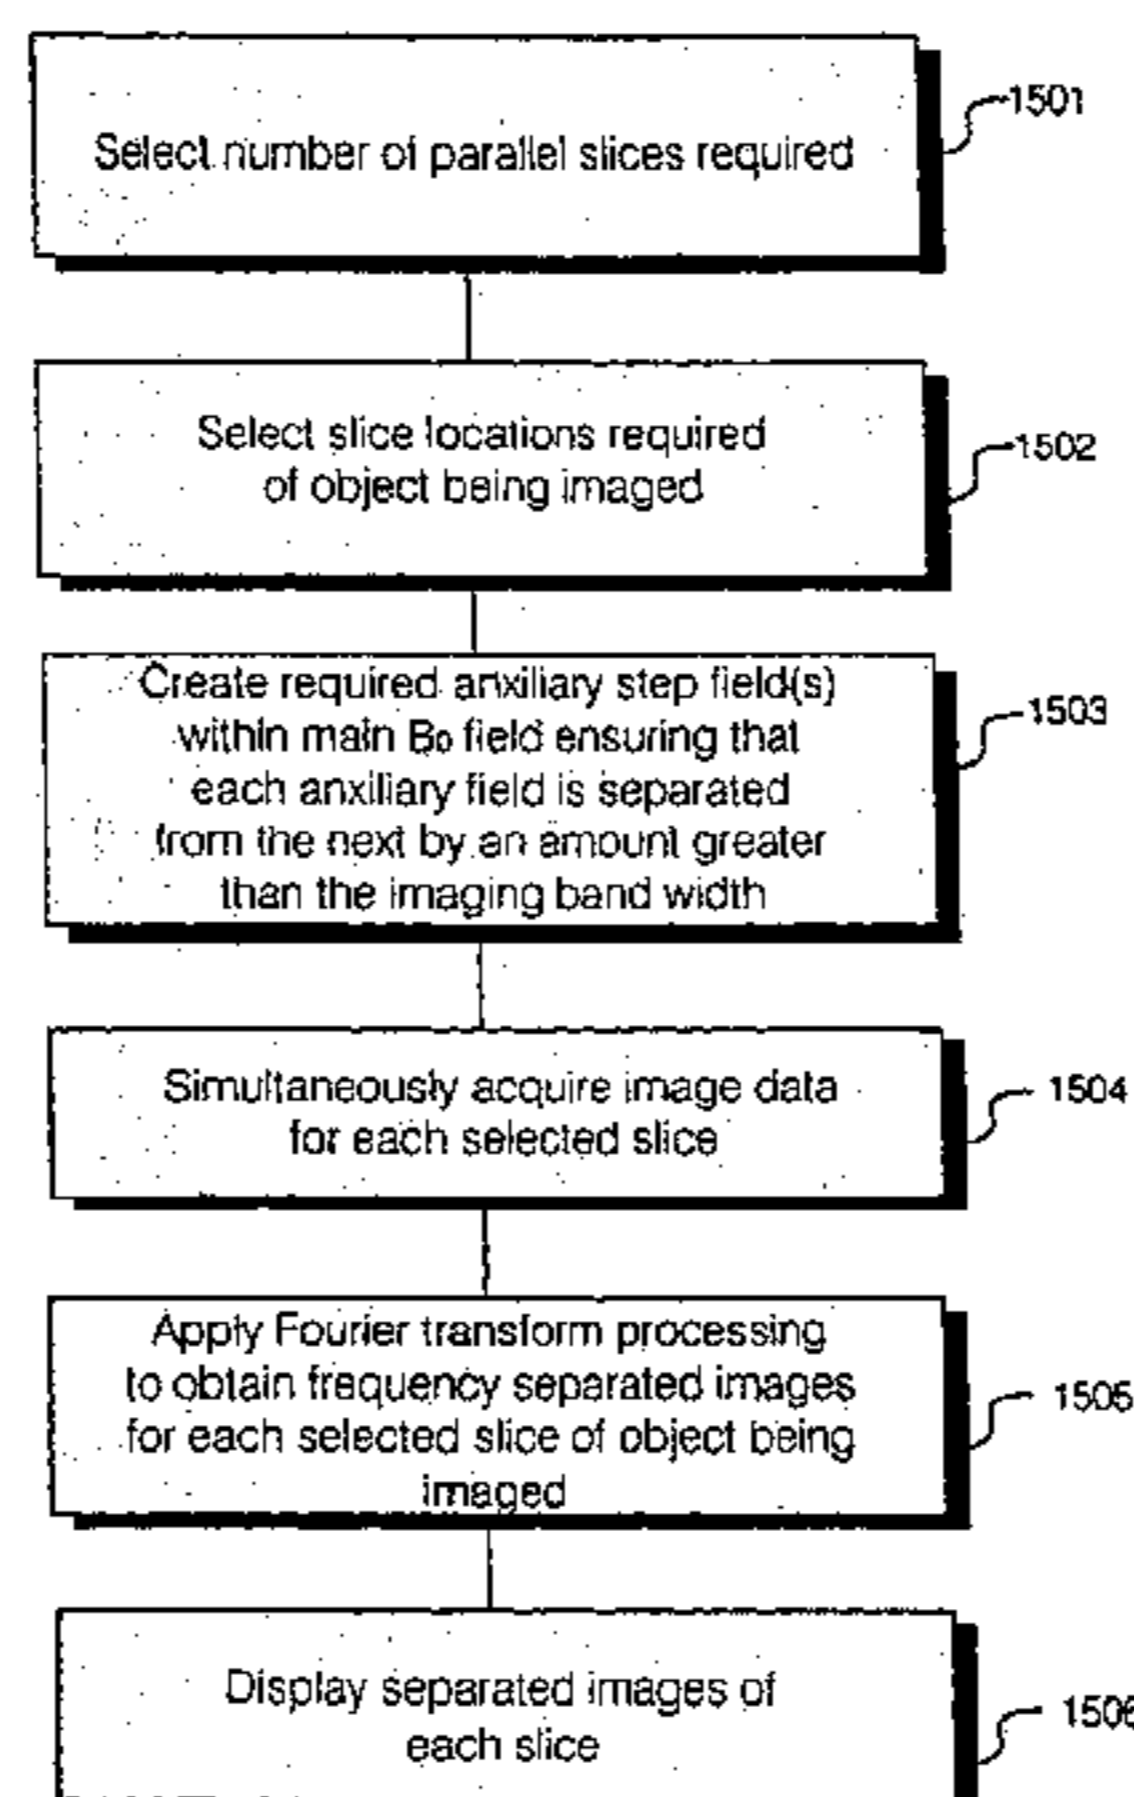 Select number of parallel slices required
1501
Select slice locations required
of object being imaged
1502
Create required anxiliary step field(s)
within main B₀ field ensuring that
each anxiliary field is separated
from the next by an amount greater
than the imaging band width
1503
Simultaneously acquire image data
for each selected slice
1504
Apply Fourier transform processing
to obtain frequency separated images
for each selected slice of object being
imaged
1505
Display separated images of
each slice
1506